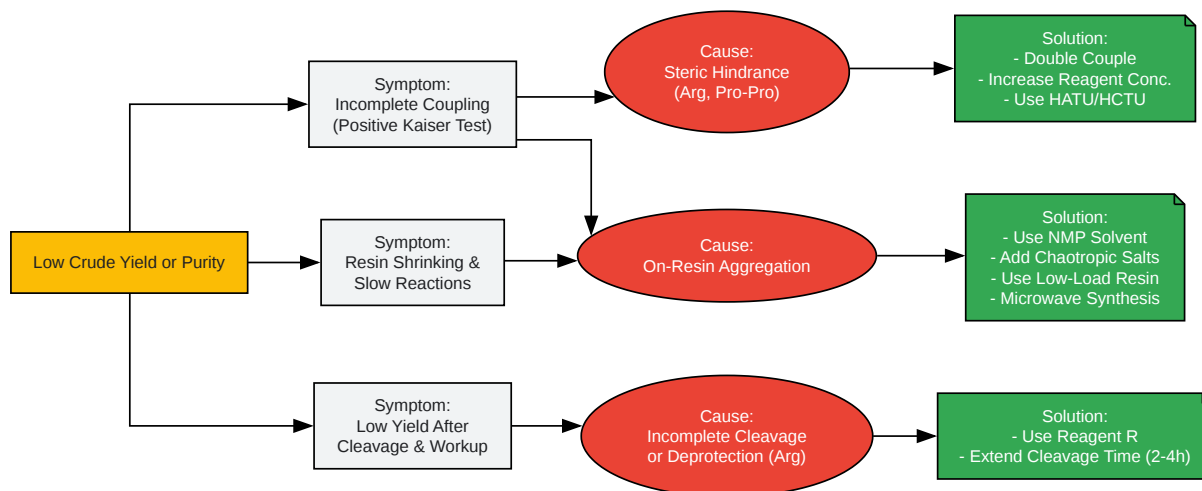 Low Crude Yield or Purity
Symptom:
Incomplete Coupling
(Positive Kaiser Test)
Cause:
Steric Hindrance
(Arg, Pro-Pro)
Solution:
- Double Couple
- Increase Reagent Conc.
- Use HATU/HCTU
Symptom:
Resin Shrinking &
Slow Reactions
Cause:
On-Resin Aggregation
Solution:
- Use NMP Solvent
- Add Chaotropic Salts
- Use Low-Load Resin
- Microwave Synthesis
Symptom:
Low Yield After
Cleavage & Workup
Cause:
Incomplete Cleavage
or Deprotection (Arg)
Solution:
- Use Reagent R
- Extend Cleavage Time (2-4h)